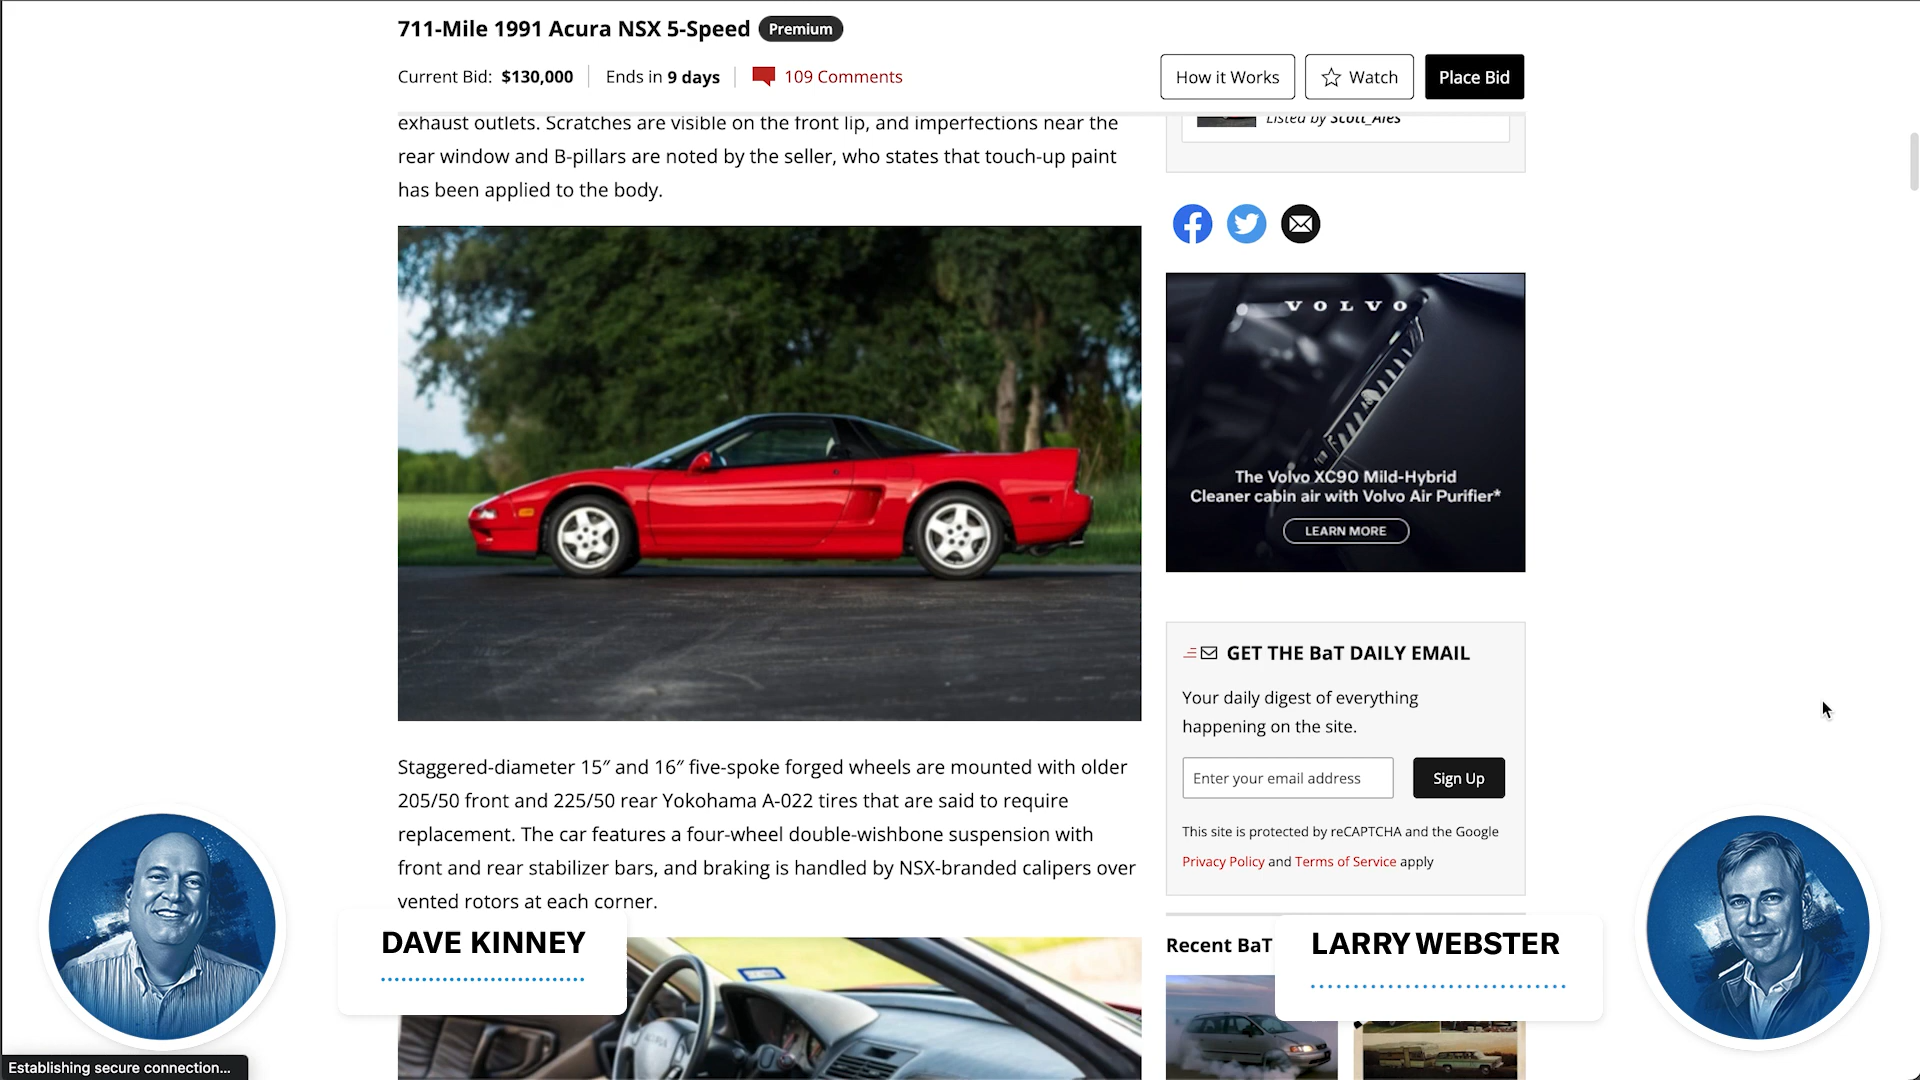 711-Mile 1991 Acura NSX 5-Speed Premium
Current Bid: $130,000 Ends in 9 days 109 Comments
How it Works Watch Place Bid
exhaust outlets. Scratches are visible on the front lip, and imperfections near the
rear window and B-pillars are noted by the seller, who states that touch-up paint
has been applied to the body.
Listed by Scott_Ales
VOLVO
The Volvo XC90 Mild-Hybrid
Cleaner cabin air with Volvo Air Purifier*
LEARN MORE
GET THE BaT DAILY EMAIL
Your daily digest of everything
happening on the site.
Enter your email address Sign Up
This site is protected by reCAPTCHA and the Google
Privacy Policy and Terms of Service apply
Staggered-diameter 15″ and 16″ five-spoke forged wheels are mounted with older
205/50 front and 225/50 rear Yokohama A-022 tires that are said to require
replacement. The car features a four-wheel double-wishbone suspension with
front and rear stabilizer bars, and braking is handled by NSX-branded calipers over
vented rotors at each corner.
Recent BaT
DAVE KINNEY
LARRY WEBSTER
Establishing secure connection...